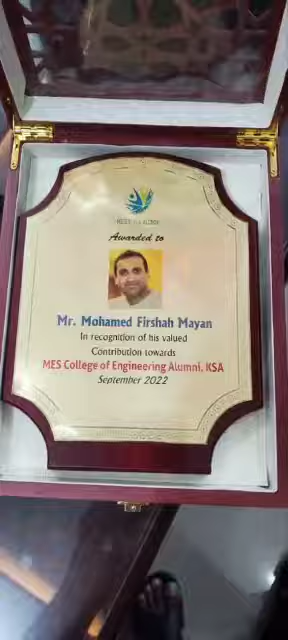 Awarded to
Mr. Mohamed Firshah Mayan
In recognition of his valued
Contribution towards
MES College of Engineering Alumni, KSA
September 2022